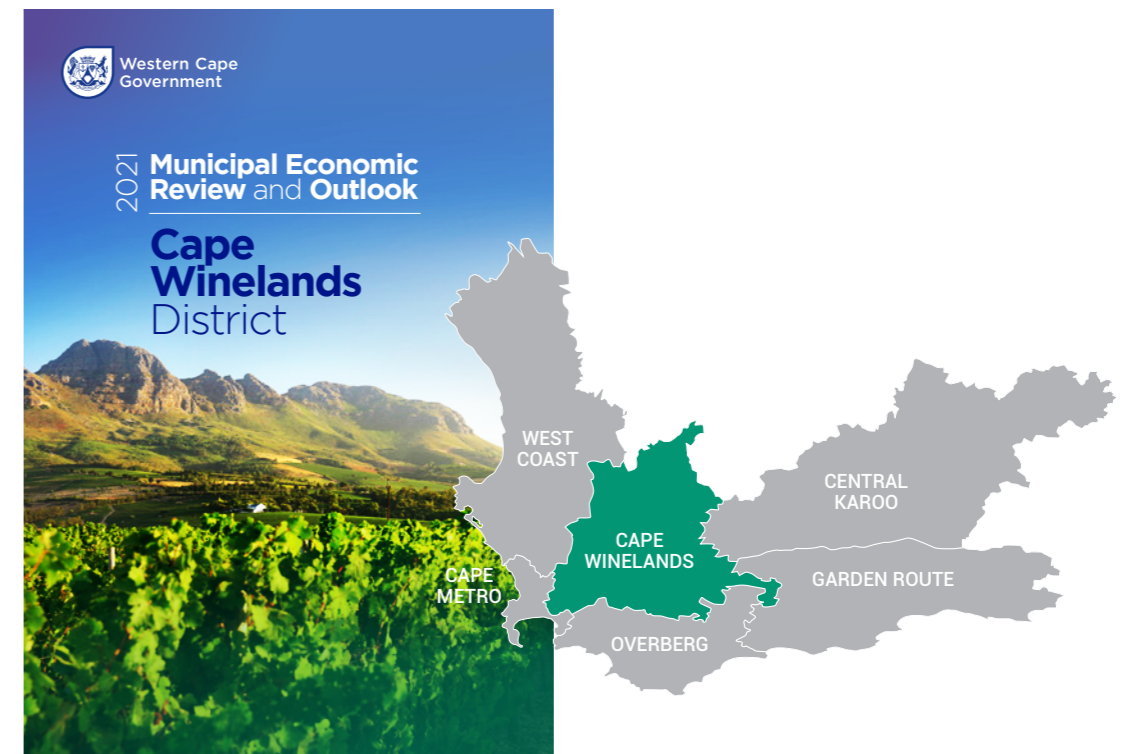 Western Cape
Government
2021
Municipal Economic
Review and Outlook
Cape
Winelands
District
WEST
COAST
CENTRAL
KAROO
CAPE
WINELANDS
CAPE
METRO
GARDEN ROUTE
OVERBERG